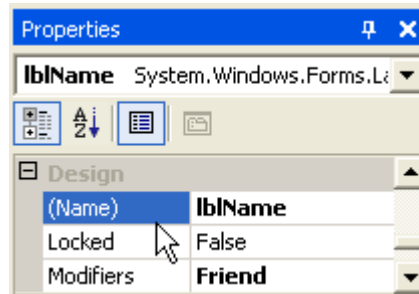 Properties
lblName System.Windows.Forms.La
A
Z
Design
(Name) lblName
Locked False
Modifiers Friend